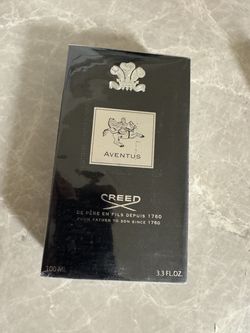 AVENTUS
CREED
DE PÈRE EN FILS DEPUIS 1760
FROM FATHER TO SON SINCE 1760
100 ML 3.3 FL.OZ.